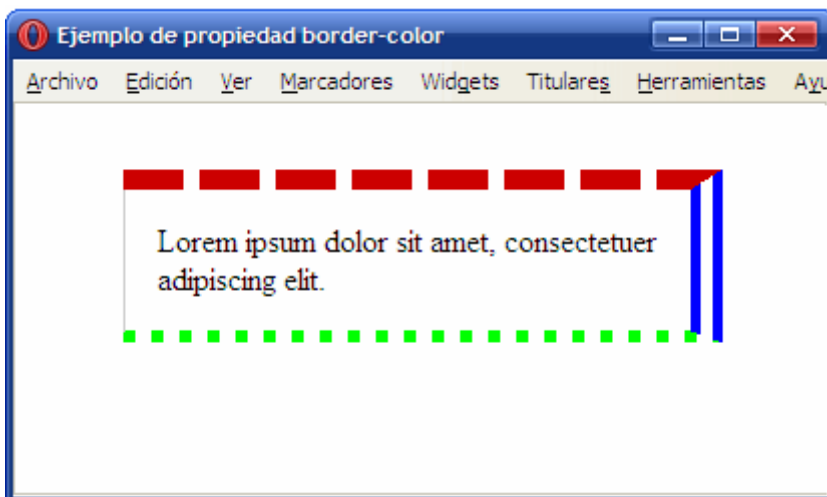 Ejemplo de propiedad border-color
Archivo Edición Ver Marcadores Widgets Titulares Herramientas Ayu
Lorem ipsum dolor sit amet, consectetuer
adipiscing elit.